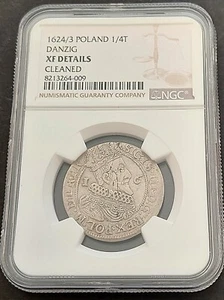 1624/3 POLAND 1/4T
DANZIG
XF DETAILS
CLEANED
8213264-009
NUMISMATIC GUARANTY COMPANY
NGC